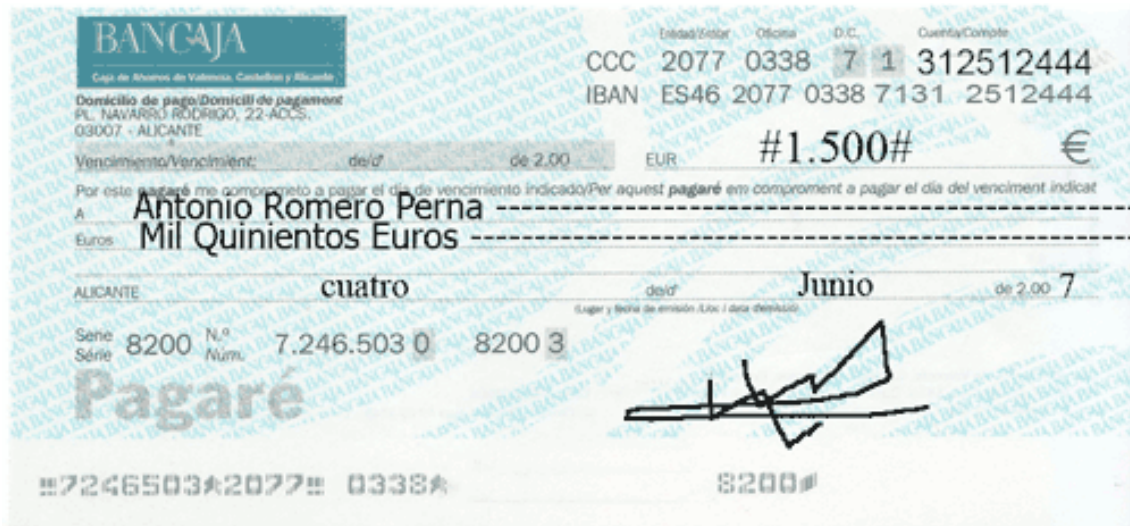 BANCAJA
Caja de Ahorros de Valencia, Castellon y Alicante
Entidad/Entitat Oficina D.C. Cuenta/Compte
CCC 2077 0338 7 1 312512444
IBAN ES46 2077 0338 7131 2512444
Domicilio de pago/Domicili de pagament
PL. NAVARRO RODRIGO, 22-ACCS.
03007 - ALICANTE
Vencimiento/Venciment: de/d' de 2.00 EUR #1.500# €
Por este pagaré me comprometo a pagar el día de vencimiento indicado/Per aquest pagaré em compromet a pagar el día del venciment indicat
A Antonio Romero Perna
Euros Mil Quinientos Euros
ALICANTE cuatro de/d' Junio de 2.00 7
(Lugar y fecha de emisión /Lloc i data d'emissió)
Serie 8200 N.º 7.246.503 0 8200 3
Série Núm.
Pagaré
7246503 2077 0338 8200